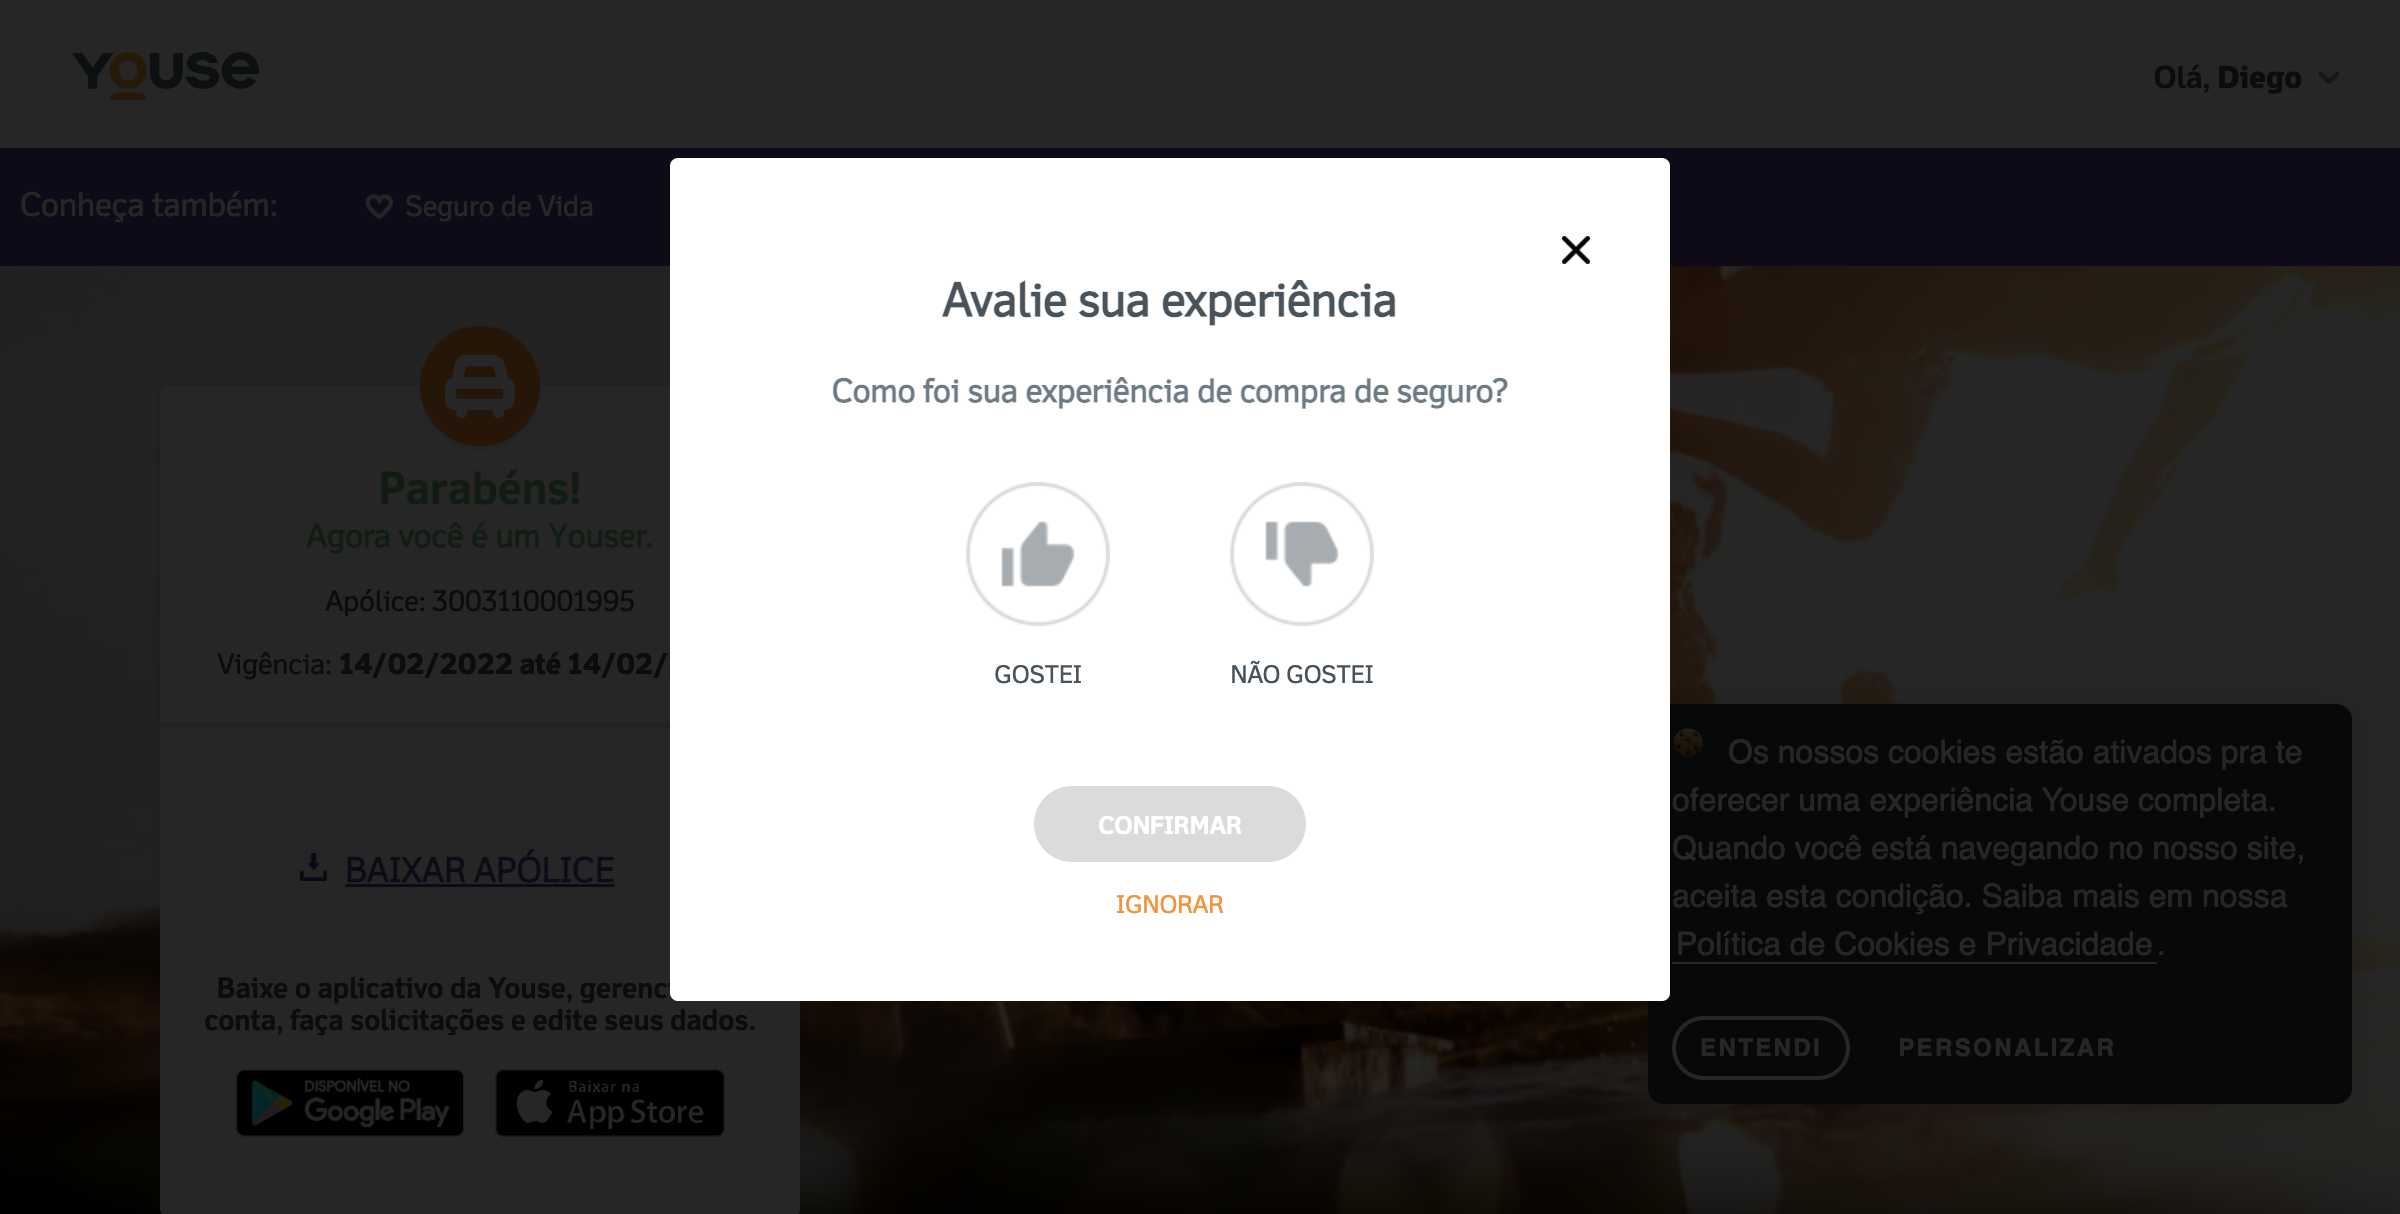 Youse
Olá, Diego
Conheça também:
Seguro de Vida
Avalie sua experiência
Como foi sua experiência de compra de seguro?
GOSTEI
NÃO GOSTEI
CONFIRMAR
IGNORAR
Parabéns!
Agora você é um Youser.
Apólice: 3003110001995
Vigência: 14/02/2022 até 14/02/
BAIXAR APÓLICE
Baixe o aplicativo da Youse,
conta, faça solicitações e edite seus dados.
DISPONÍVEL NO
Google Play
Baixar na
App Store
Os nossos cookies estão ativados pra te
oferecer uma experiência Youse completa.
Quando você está navegando no nosso site,
aceita esta condição. Saiba mais em nossa
Política de Cookies e Privacidade.
ENTENDI
PERSONALIZAR